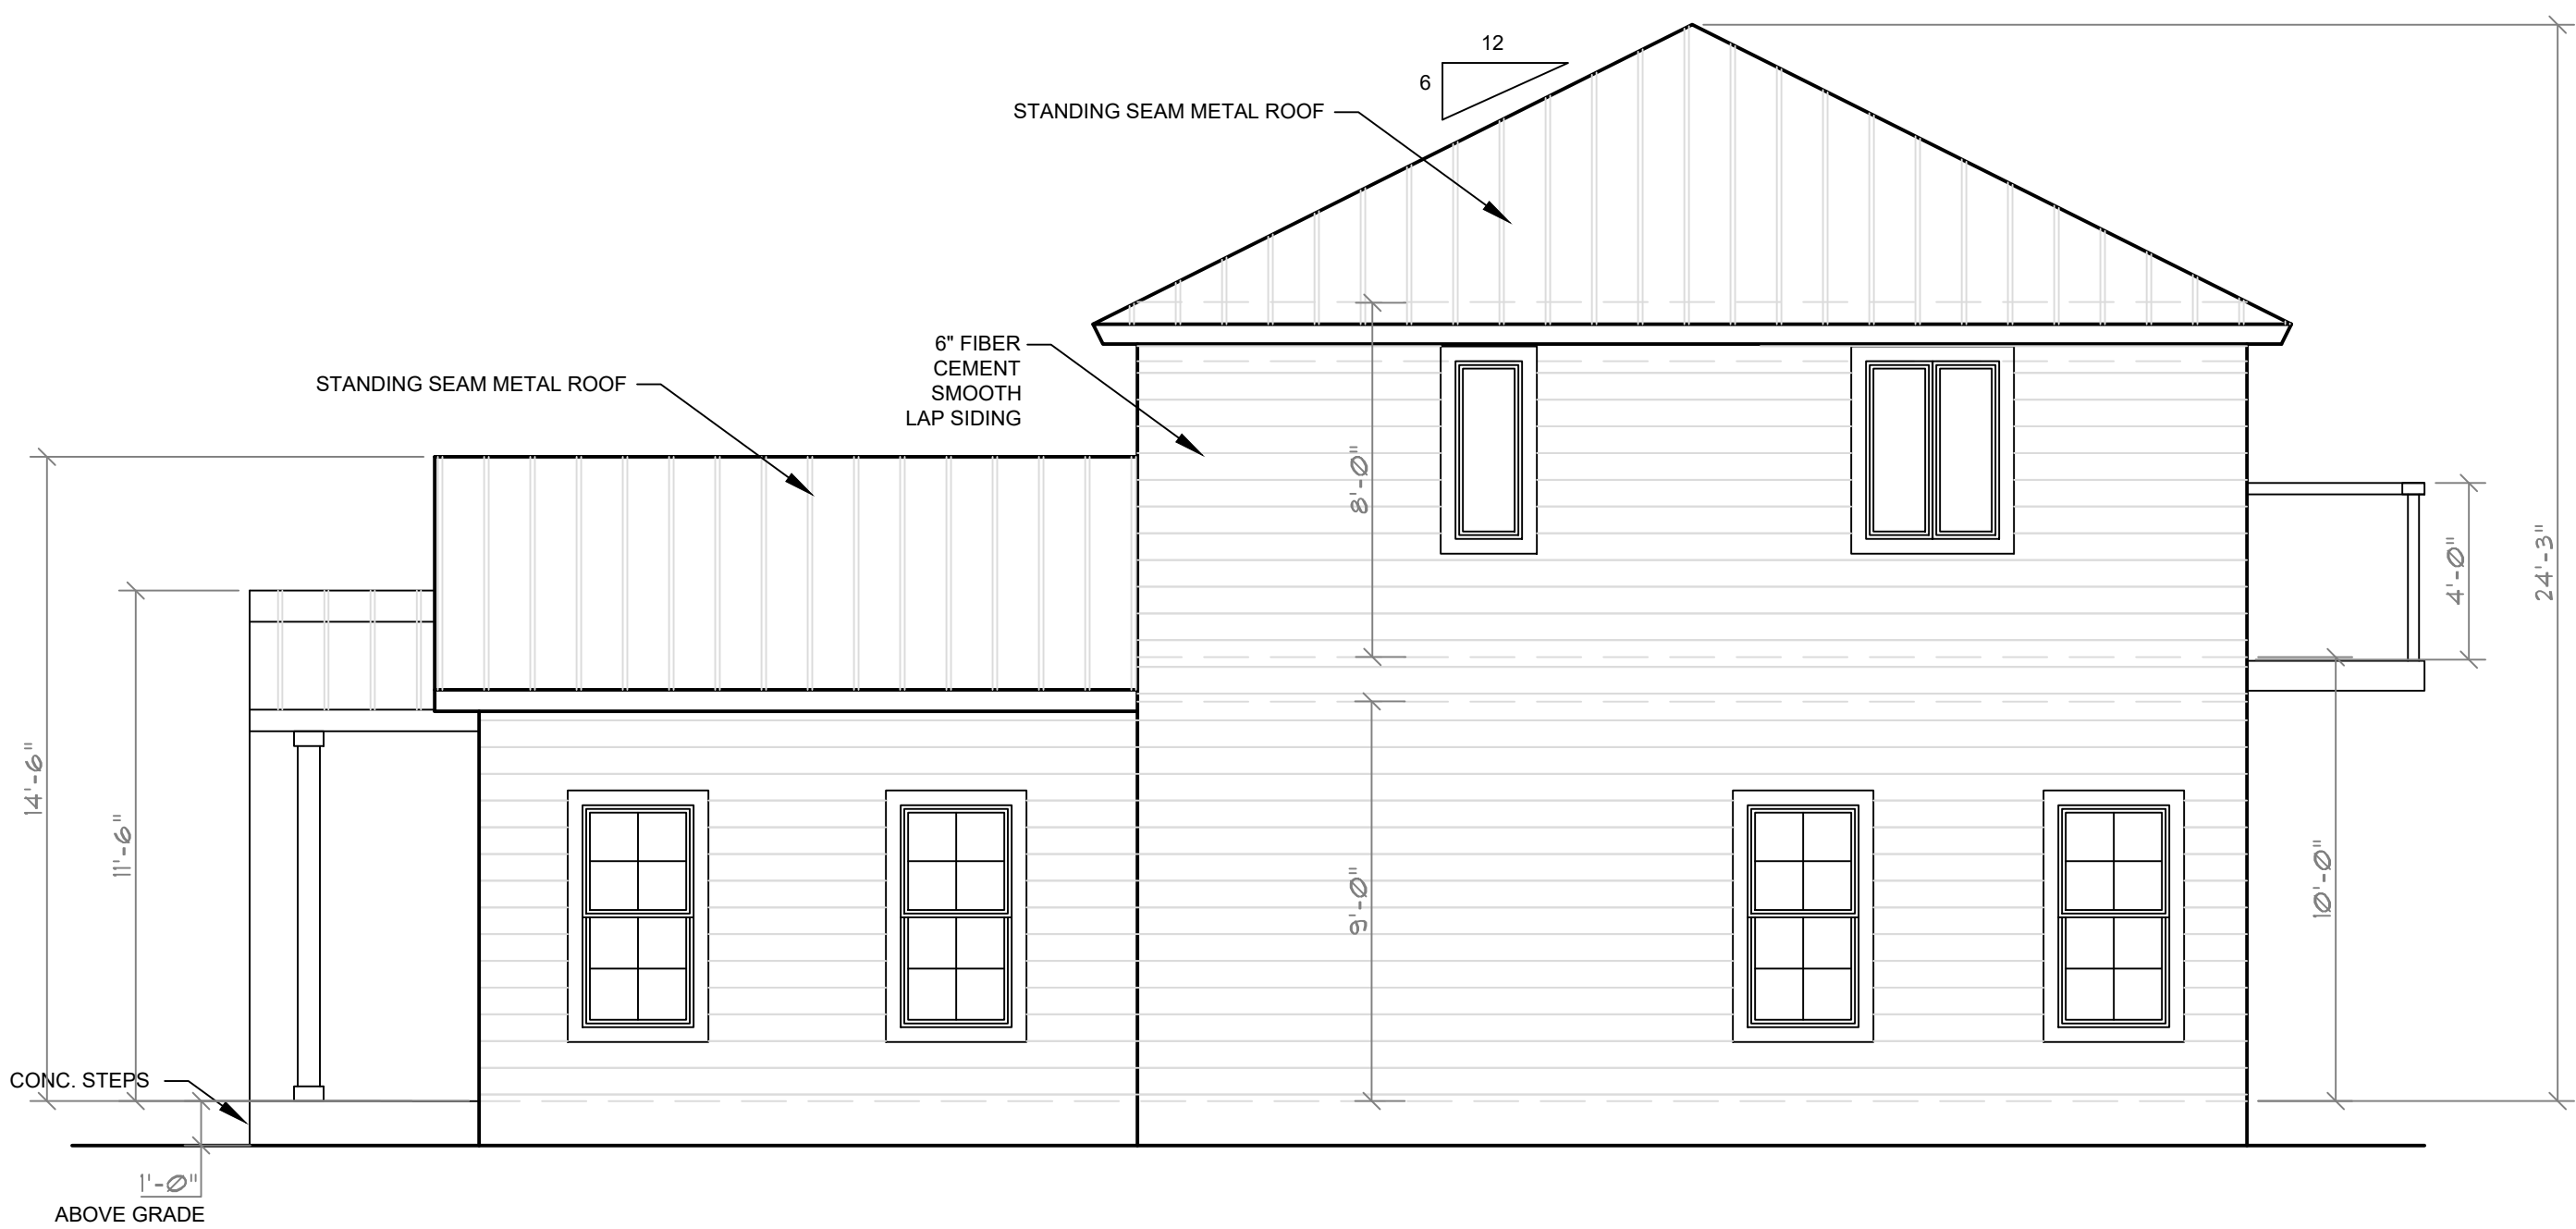 12
6
STANDING SEAM METAL ROOF
6" FIBER
CEMENT
SMOOTH
LAP SIDING
STANDING SEAM METAL ROOF
8'-0"
4'-0"
24'-3"
14'-6"
11'-6"
9'-0"
10'-0"
CONC. STEPS
1'-0"
ABOVE GRADE